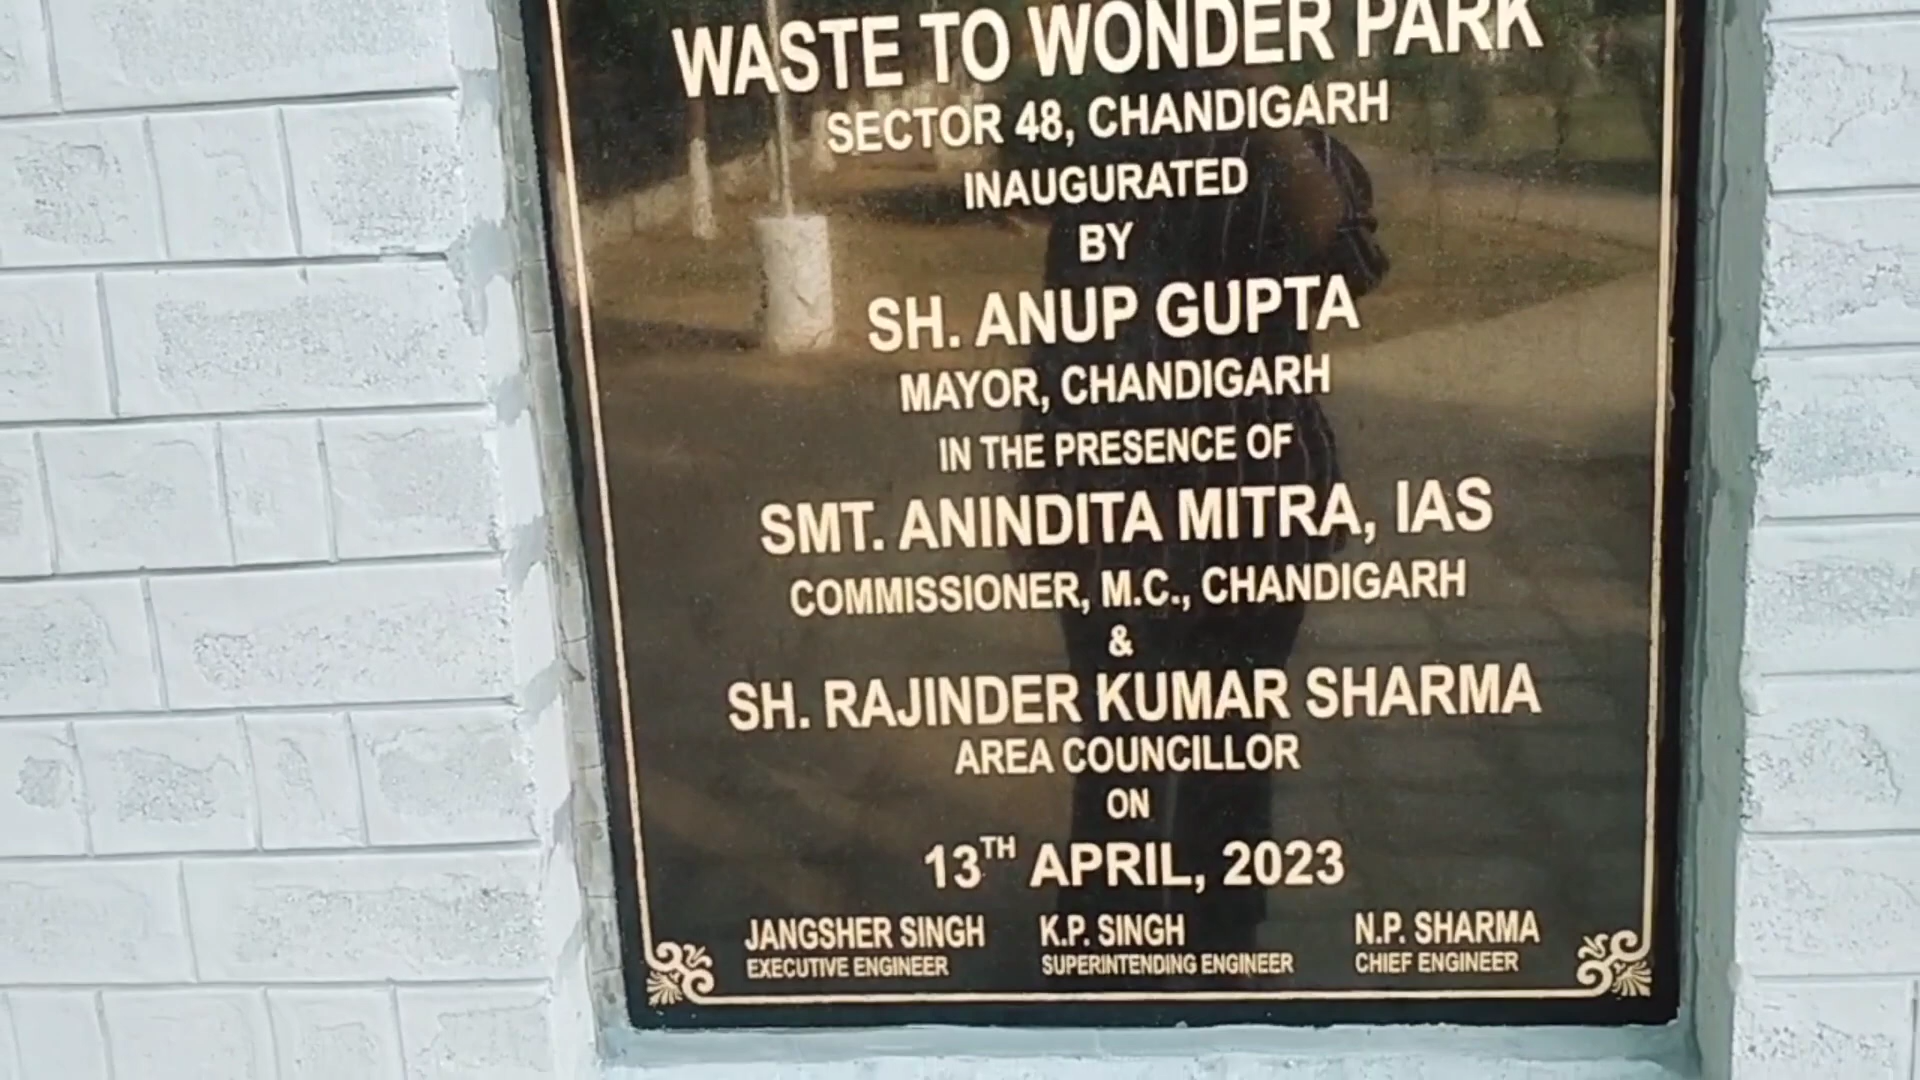 WASTE TO WONDER PARK
SECTOR 48, CHANDIGARH
INAUGURATED
BY
SH. ANUP GUPTA
MAYOR, CHANDIGARH
IN THE PRESENCE OF
SMT. ANINDITA MITRA, IAS
COMMISSIONER, M.C., CHANDIGARH
&
SH. RAJINDER KUMAR SHARMA
AREA COUNCILLOR
ON
13TH APRIL, 2023
JANGSHER SINGH K.P. SINGH N.P. SHARMA
EXECUTIVE ENGINEER SUPERINTENDING ENGINEER CHIEF ENGINEER